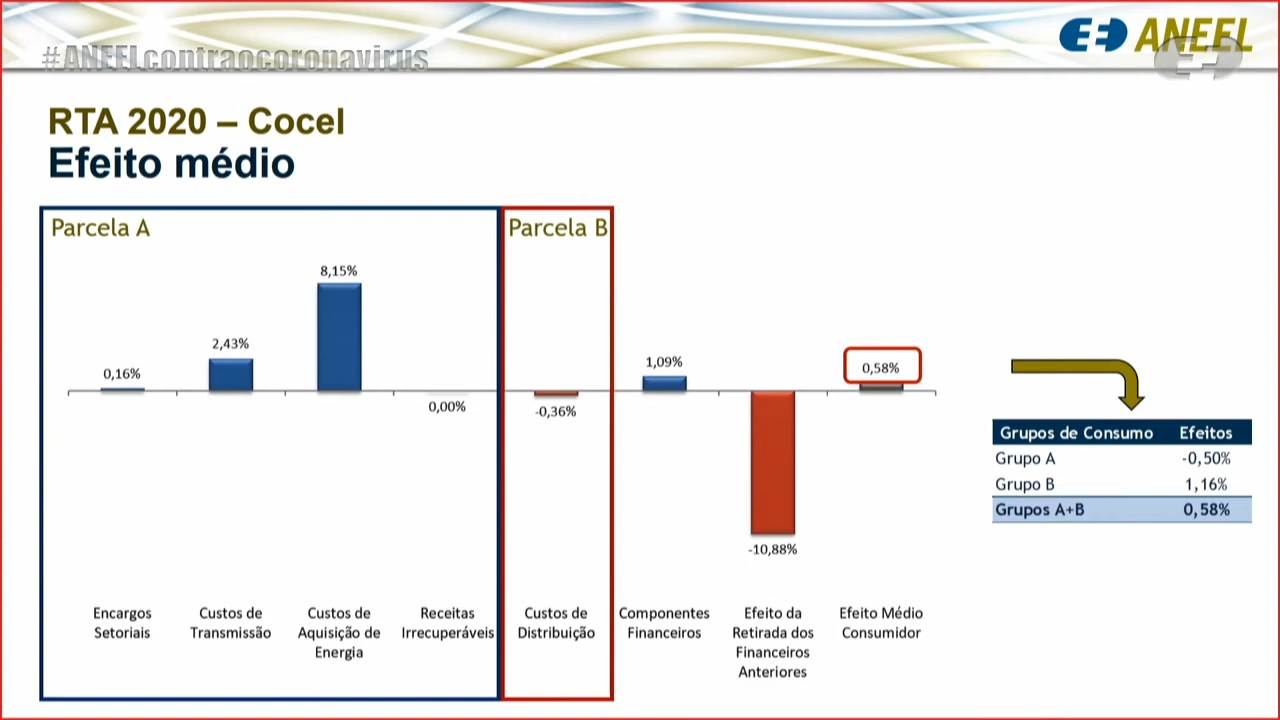 ANEEL
#ANEELcontraocoronavirus
RTA 2020 – Cocel
Efeito médio
Parcela A
Parcela B
0,16%
2,43%
8,15%
0,00%
-0,36%
1,09%
-10,88%
0,58%
Encargos
Setoriais
Custos de
Transmissão
Custos de
Aquisição de
Energia
Receitas
Irrecuperáveis
Custos de
Distribuição
Componentes
Financeiros
Efeito da
Retirada dos
Financeiros
Anteriores
Efeito Médio
Consumidor
Grupos de Consumo Efeitos
Grupo A -0,50%
Grupo B 1,16%
Grupos A+B 0,58%